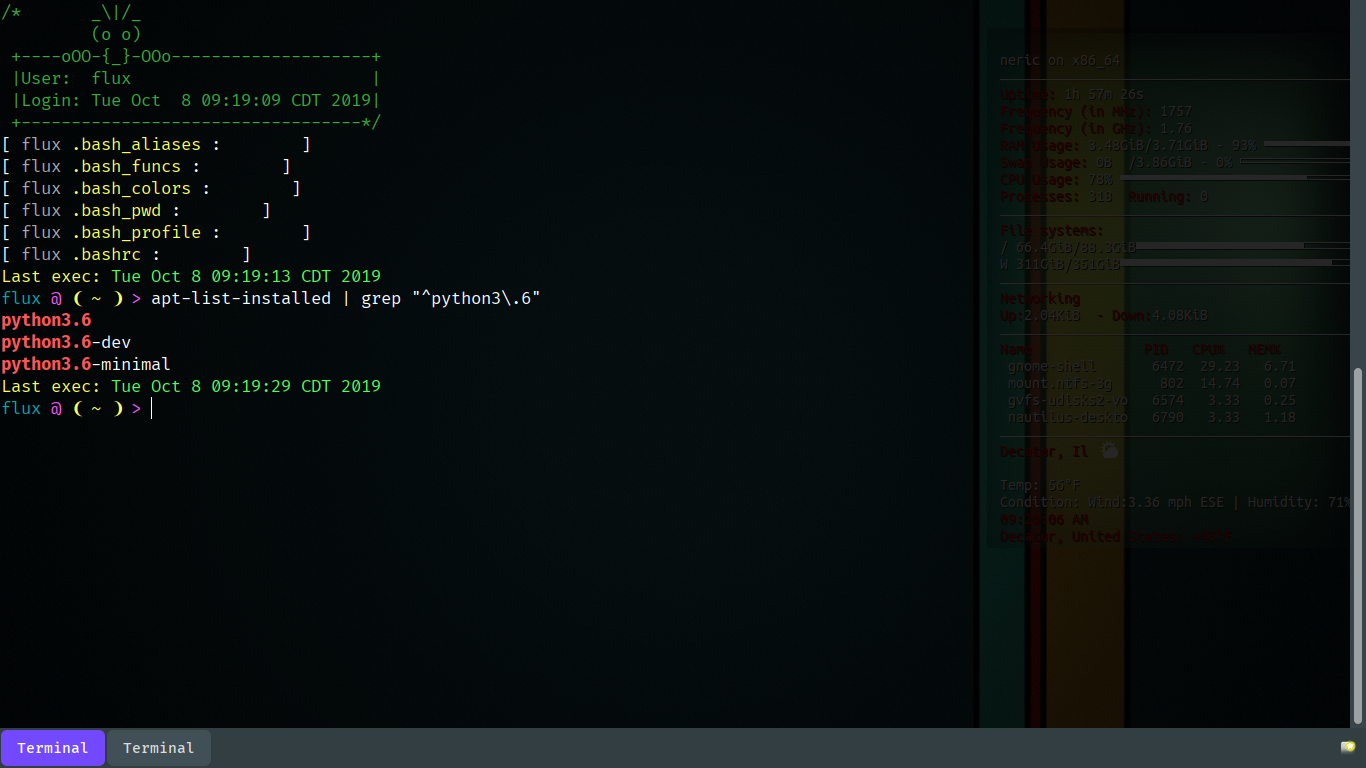 /*       _\|/_
         (o o)
 +----oOO-{_}-OOo--------------------+
 |User:  flux                        |
 |Login: Tue Oct  8 09:19:09 CDT 2019|
 +----------------------------------*/
[ flux .bash_aliases :        ]
[ flux .bash_funcs :        ]
[ flux .bash_colors :        ]
[ flux .bash_pwd :        ]
[ flux .bash_profile :        ]
[ flux .bashrc :        ]
Last exec: Tue Oct 8 09:19:13 CDT 2019
flux @ ( ~ ) > apt-list-installed | grep "^python3\.6"
python3.6
python3.6-dev
python3.6-minimal
Last exec: Tue Oct 8 09:19:29 CDT 2019
flux @ ( ~ ) >
neric on x86_64
Uptime: 1h 57m 26s
Frequency (in MHz): 1757
Frequency (in GHz): 1.76
RAM Usage: 3.48GiB/3.71GiB - 93%
Swap Usage: 0B  /3.86GiB - 0%
CPU Usage: 78%
Processes: 318  Running: 0
File systems:
/ 66.4GiB/88.3GiB
W 311GiB/351GiB
Networking
Up:2.04KiB  - Down:4.08KiB
Name PID CPU% MEM%
gnome-shell 6472 29.23 6.71
mount.ntfs-3g 802 14.74 0.07
gvfs-udisks2-vo 6574 3.33 0.25
nautilus-deskto 6790 3.33 1.18
Decatur, Il
Temp: 56°F
Condition: Wind:3.36 mph ESE | Humidity: 71%
06 AM
Decatur, United States:
Terminal
Terminal